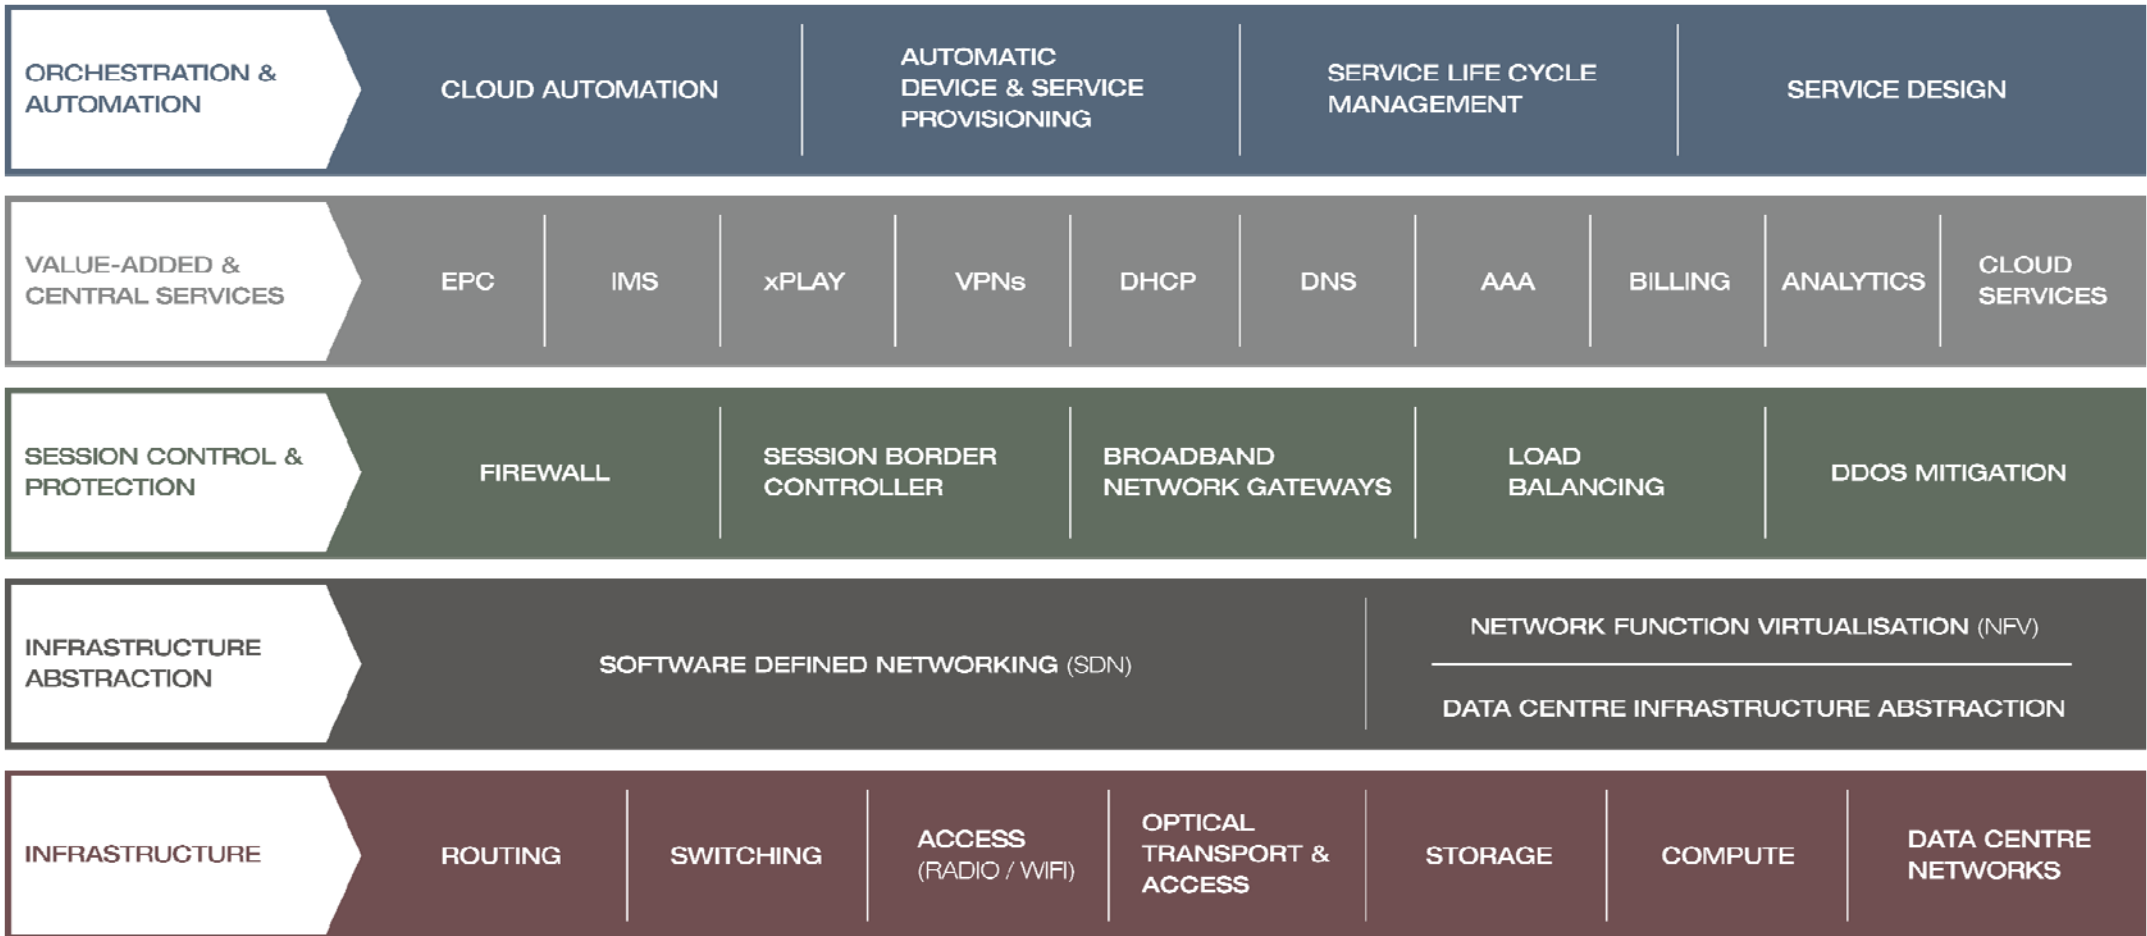 ORCHESTRATION &
AUTOMATION
CLOUD AUTOMATION
AUTOMATIC
DEVICE & SERVICE
PROVISIONING
SERVICE LIFE CYCLE
MANAGEMENT
SERVICE DESIGN
VALUE-ADDED &
CENTRAL SERVICES
EPC
IMS
xPLAY
VPNs
DHCP
DNS
AAA
BILLING
ANALYTICS
CLOUD
SERVICES
SESSION CONTROL &
PROTECTION
FIREWALL
SESSION BORDER
CONTROLLER
BROADBAND
NETWORK GATEWAYS
LOAD
BALANCING
DDOS MITIGATION
INFRASTRUCTURE
ABSTRACTION
SOFTWARE DEFINED NETWORKING (SDN)
NETWORK FUNCTION VIRTUALISATION (NFV)
DATA CENTRE INFRASTRUCTURE ABSTRACTION
INFRASTRUCTURE
ROUTING
SWITCHING
ACCESS
(RADIO / WIFI)
OPTICAL
TRANSPORT &
ACCESS
STORAGE
COMPUTE
DATA CENTRE
NETWORKS